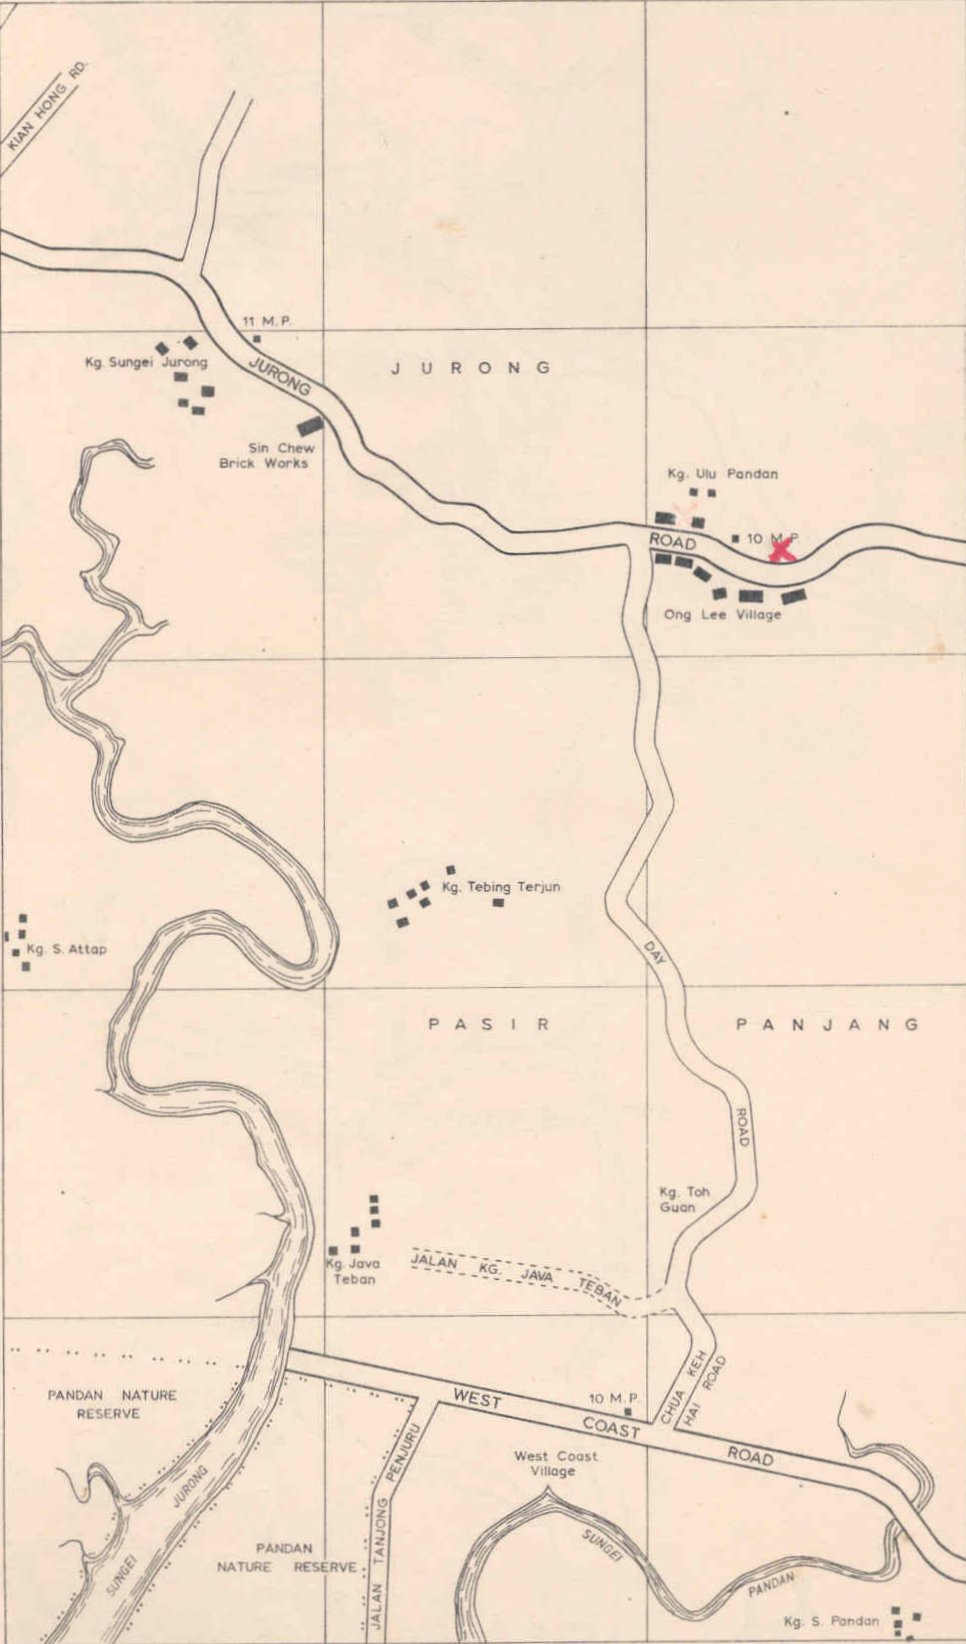 KIAN HONG RD.
11 M.P.
Kg. Sungei Jurong
JURONG
JURONG
Sin Chew
Brick Works
Kg. Ulu Pandan
ROAD
10 M.P.
Ong Lee Village
Kg. Tebing Terjun
Kg. S. Attap
DAY
PASIR PANJANG
ROAD
Kg. Toh
Guan
Kg. Java
Teban
JALAN KG. JAVA TEBAN
PANDAN NATURE
RESERVE
WEST COAST ROAD
10 M.P.
CHUA KEH
HAI ROAD
JALAN TANJONG PENJURU
West Coast
Village
SUNGEI JURONG
PANDAN
NATURE RESERVE
SUNGEI PANDAN
Kg. S. Pandan